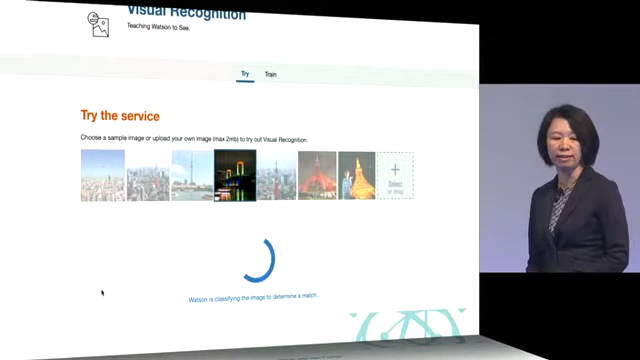 Visual Recognition
Teaching Watson to See.
Try Train
Try the service
Choose a sample image or upload your own image (max 2mb) to try out Visual Recognition.
Select
or drag
Watson is classifying the image to determine a match.